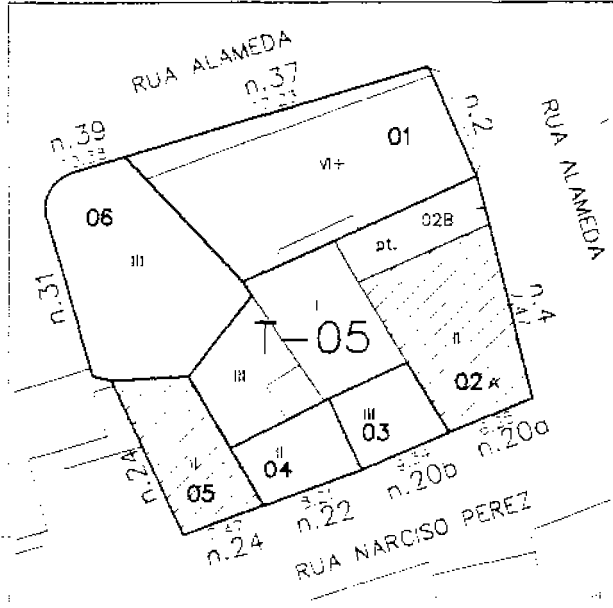 RUA ALAMEDA
n.37
n.39
n.2
RUA ALAMEDA
01
VI+
06
III
02B
pt.
n.31
I
T-05
n.4
II
02A
III
III
03
II
04
n.24
II
05
n.20a
n.20b
n.22
n.24
RUA NARCISO PEREZ